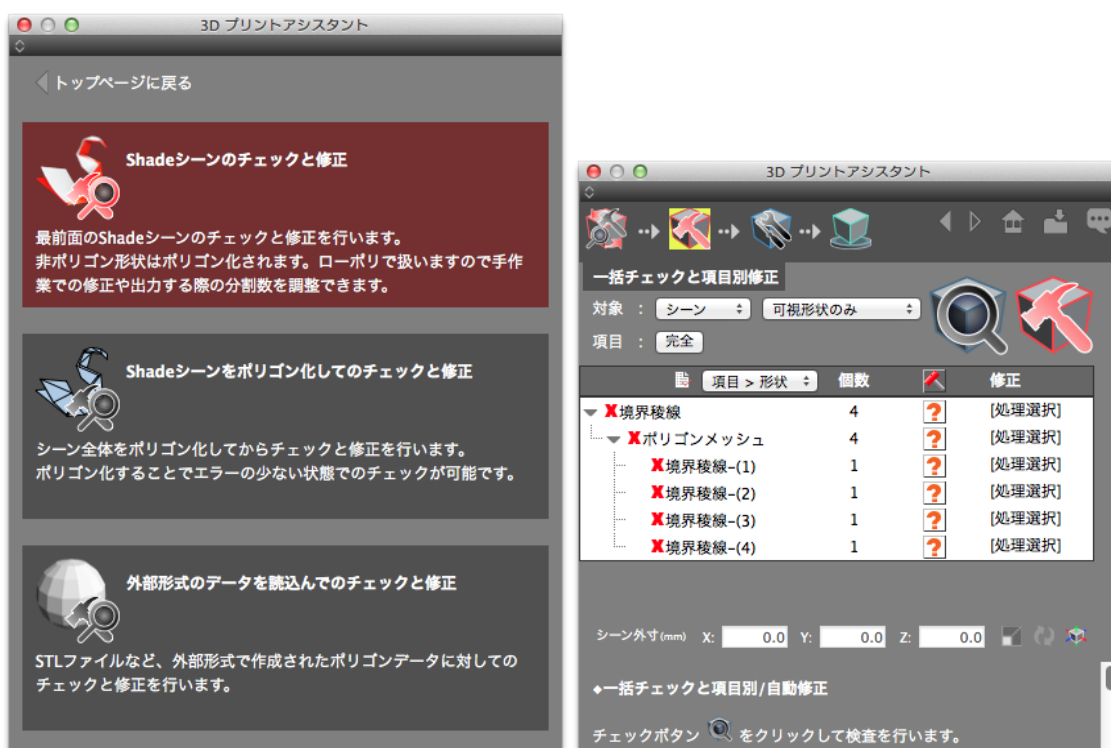 3D プリントアシスタント
トップページに戻る
Shadeシーンのチェックと修正
最前面のShadeシーンのチェックと修正を行います。
非ポリゴン形状はポリゴン化されます。ローポリで扱いますので手作
業での修正や出力する際の分割数を調整できます。
Shadeシーンをポリゴン化してのチェックと修正
シーン全体をポリゴン化してからチェックと修正を行います。
ポリゴン化することでエラーの少ない状態でのチェックが可能です。
外部形式のデータを読込んでのチェックと修正
STLファイルなど、外部形式で作成されたポリゴンデータに対しての
チェックと修正を行います。
3D プリントアシスタント
一括チェックと項目別修正
対象 : シーン 可視形状のみ
項目 : 完全
項目 > 形状 個数 修正
X境界稜線 4 ? [処理選択]
Xポリゴンメッシュ 4 ? [処理選択]
X境界稜線–(1) 1 ? [処理選択]
X境界稜線–(2) 1 ? [処理選択]
X境界稜線–(3) 1 ? [処理選択]
X境界稜線–(4) 1 ? [処理選択]
シーン外寸(mm) X: 0.0 Y: 0.0 Z: 0.0
◆一括チェックと項目別/自動修正
チェックボタン をクリックして検査を行います。